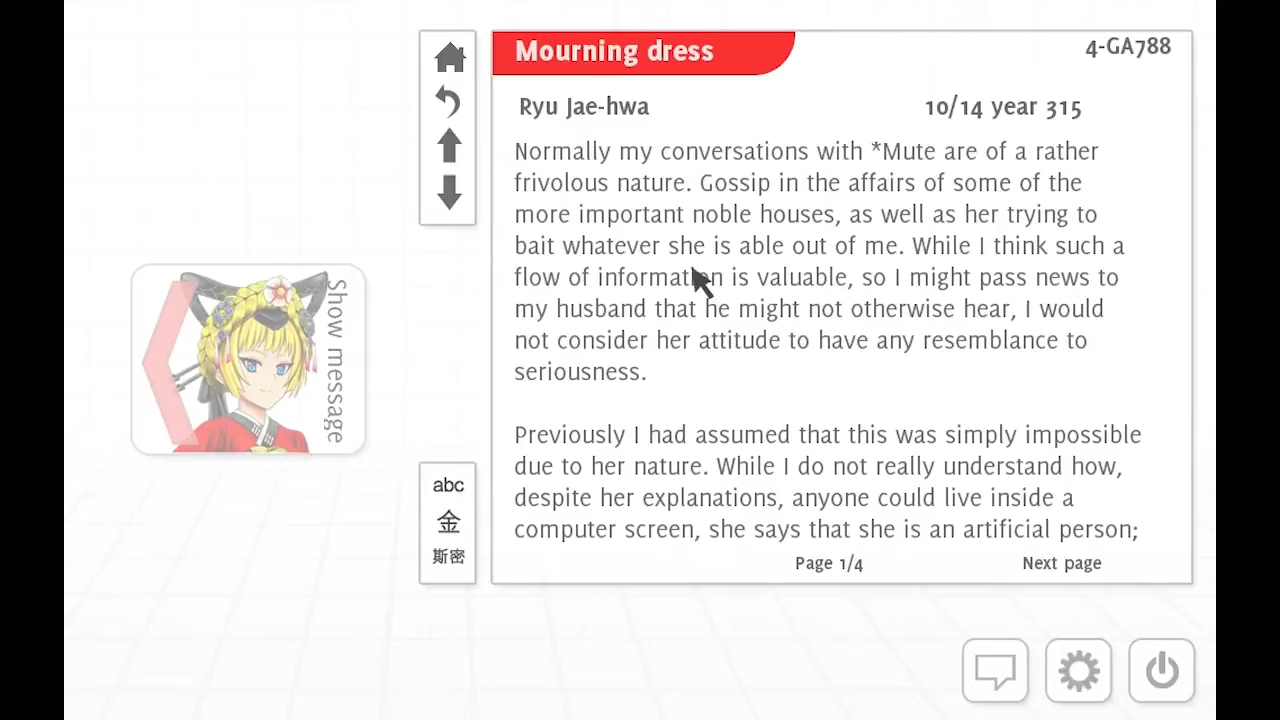 Mourning dress
4-GA788
Ryu Jae-hwa
10/14 year 315
Normally my conversations with *Mute are of a rather
frivolous nature. Gossip in the affairs of some of the
more important noble houses, as well as her trying to
bait whatever she is able out of me. While I think such a
flow of information is valuable, so I might pass news to
my husband that he might not otherwise hear, I would
not consider her attitude to have any resemblance to
seriousness.
Previously I had assumed that this was simply impossible
due to her nature. While I do not really understand how,
despite her explanations, anyone could live inside a
computer screen, she says that she is an artificial person;
Page 1/4
Next page
Show message
abc
金
斯密